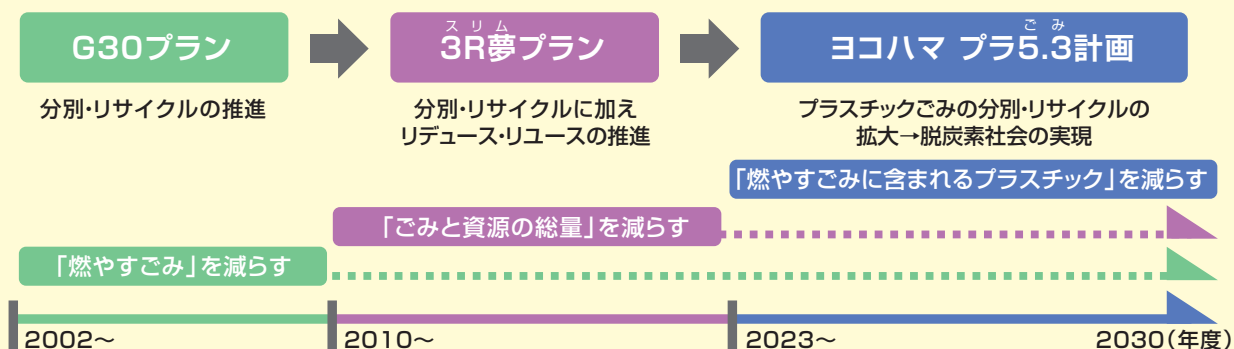 G30プラン
スリム
3R夢プラン
ごみ
ヨコハマ プラ5.3計画
分別・リサイクルの推進
分別・リサイクルに加え
リデュース・リユースの推進
プラスチックごみの分別・リサイクルの
拡大→脱炭素社会の実現
「燃やすごみに含まれるプラスチック」を減らす
「ごみと資源の総量」を減らす
「燃やすごみ」を減らす
2002〜
2010〜
2023〜
2030(年度)